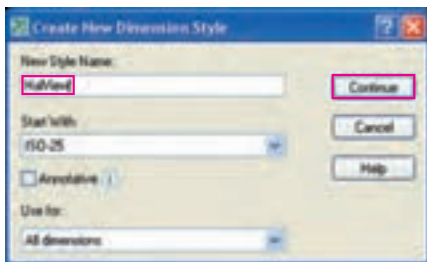 Create New Dimension Style
New Style Name:
HalView
Continue
Start With:
ISO-25
Cancel
Annotative
Help
Use for:
All dimensions